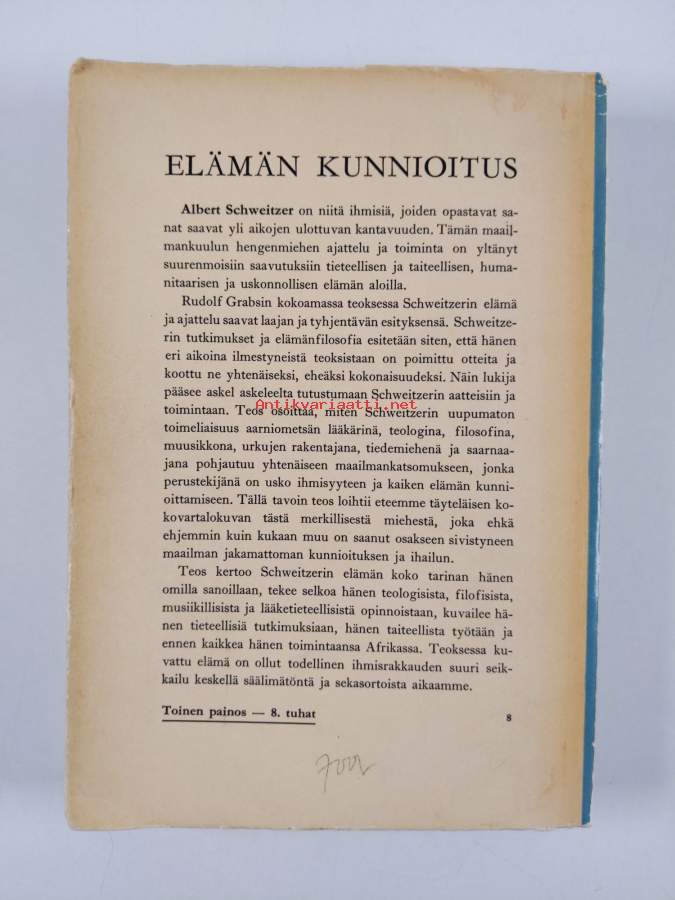 ELÄMÄN KUNNIOITUS
Albert Schweitzer on niitä ihmisiä, joiden opastavat sa-
nat saavat yli aikojen ulottuvan kantavuuden. Tämän maail-
mankuulun hengenmiehen ajattelu ja toiminta on yltänyt
suurenmoisiin saavutuksiin tieteellisen ja taiteellisen, huma-
nitaarisen ja uskonnollisen elämän aloilla.
Rudolf Grabsin kokoamassa teoksessa Schweitzerin elämä
ja ajattelu saavat laajan ja tyhjentävän esityksensä. Schweitze-
rin tutkimukset ja elämänfilosofia esitetään siten, että hänen
eri aikoina ilmestyneistä teoksistaan on poimittu otteita ja
koottu ne yhtenäiseksi, eheäksi kokonaisuudeksi. Näin lukija
pääsee askel askeleelta tutustumaan Schweitzerin aatteisiin ja
toimintaan. Teos osoittaa, miten Schweitzerin uupumaton
Antikvariaatti.net
toimeliaisuus aarniometsän lääkärinä, teologina, filosofina,
muusikkona, urkujen rakentajana, tiedemiehenä ja saarnaa-
jana pohjautuu yhtenäiseen maailmankatsomukseen, jonka
perustekijänä on usko ihmisyyteen ja kaiken elämän kunni-
oittamiseen. Tällä tavoin teos loihtii eteemme täyteläisen ko-
kovartalokuvan tästä merkillisestä miehestä, joka ehkä
ehjemmin kuin kukaan muu on saanut osakseen sivistyneen
maailman jakamattoman kunnioituksen ja ihailun.
Teos kertoo Schweitzerin elämän koko tarinan hänen
omilla sanoillaan, tekee selkoa hänen teologisista, filofisista,
musiikillisista ja lääketieteellisistä opinnoistaan, kuvailee hä-
nen tieteellisiä tutkimuksiaan, hänen taiteellista työtään ja
ennen kaikkea hänen toimintaansa Afrikassa. Teoksessa ku-
vattu elämä on ollut todellinen ihmisrakkauden suuri seik-
kailu keskellä säälimätöntä ja sekasortoista aikaamme.
Toinen painos — 8. tuhat
8